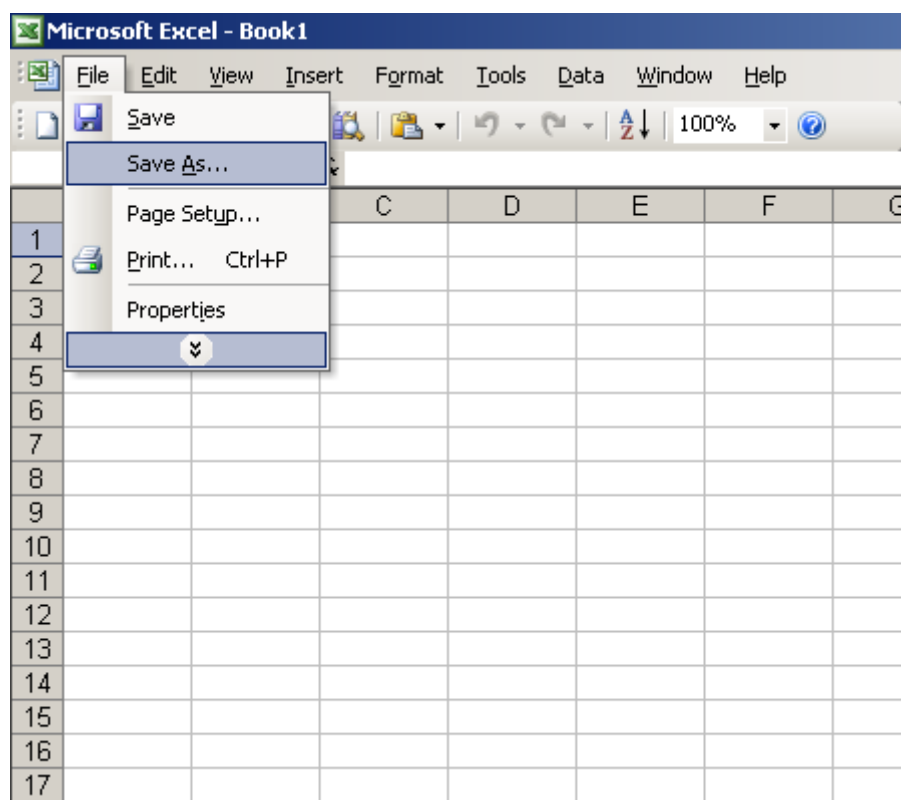 Microsoft Excel - Book1
File Edit View Insert Format Tools Data Window Help
100%
Save
Save As...
Page Setup...
Print... Ctrl+P
Properties
C D E F
1
2
3
4
5
6
7
8
9
10
11
12
13
14
15
16
17